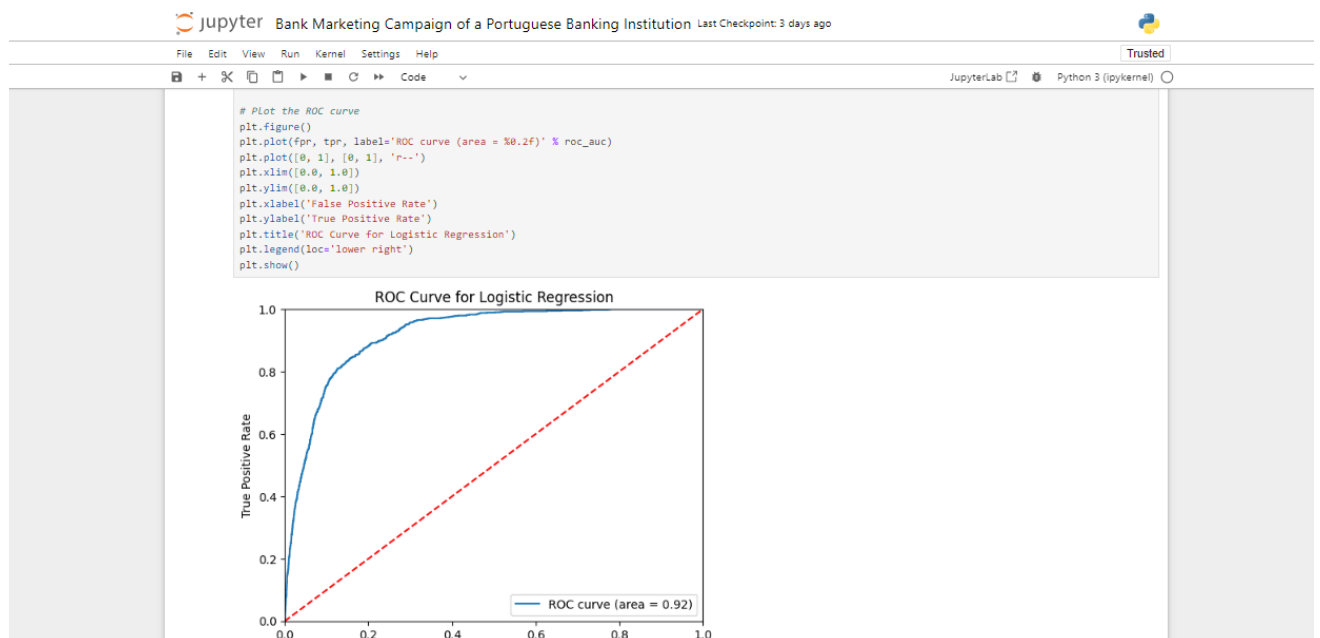 jupyter Bank Marketing Campaign of a Portuguese Banking Institution Last Checkpoint: 3 days ago
File Edit View Run Kernel Settings Help Trusted
Code JupyterLab Python 3 (ipykernel)
# Plot the ROC curve
plt.figure()
plt.plot(fpr, tpr, label='ROC curve (area = %0.2f)' % roc_auc)
plt.plot([0, 1], [0, 1], 'r--')
plt.xlim([0.0, 1.0])
plt.ylim([0.0, 1.0])
plt.xlabel('False Positive Rate')
plt.ylabel('True Positive Rate')
plt.title('ROC Curve for Logistic Regression')
plt.legend(loc='lower right')
plt.show()
ROC Curve for Logistic Regression
1.0
0.8
0.6
0.4
0.2
0.0
True Positive Rate
ROC curve (area = 0.92)
0.0 0.2 0.4 0.6 0.8 1.0